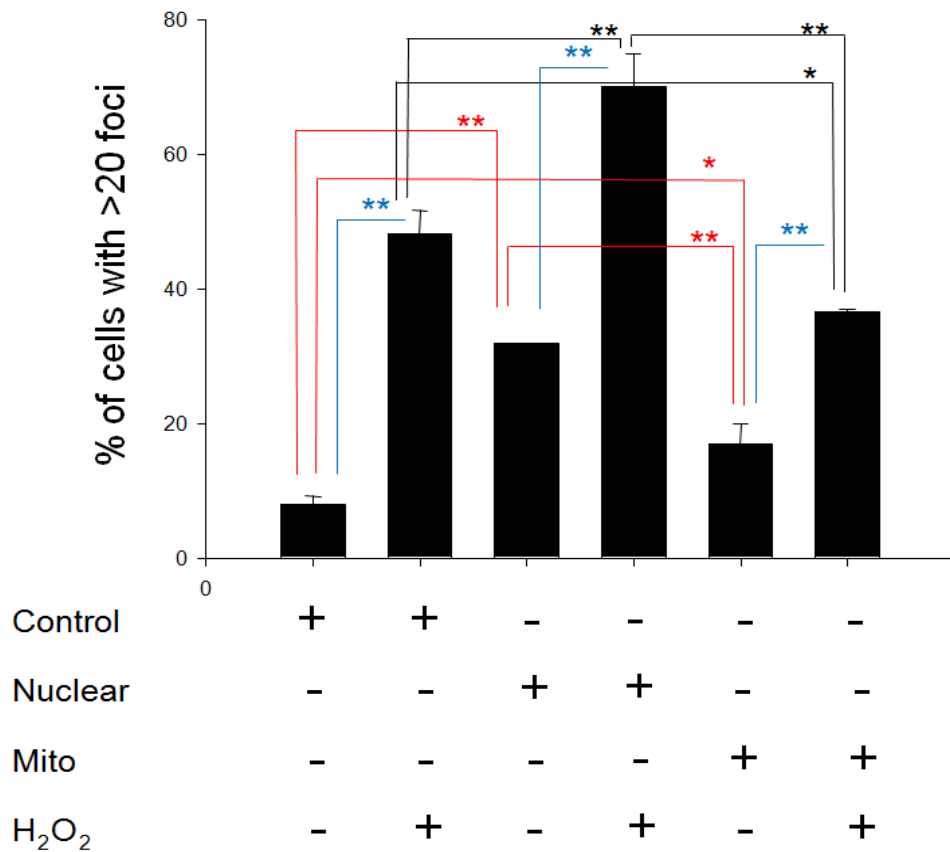 % of cells with >20 foci
80
60
40
20
0
0
** **
**
*
**
*
**
** **
Control + + - - - -
Nuclear - - + + - -
Mito - - - - + +
H₂O₂ - + - + - +